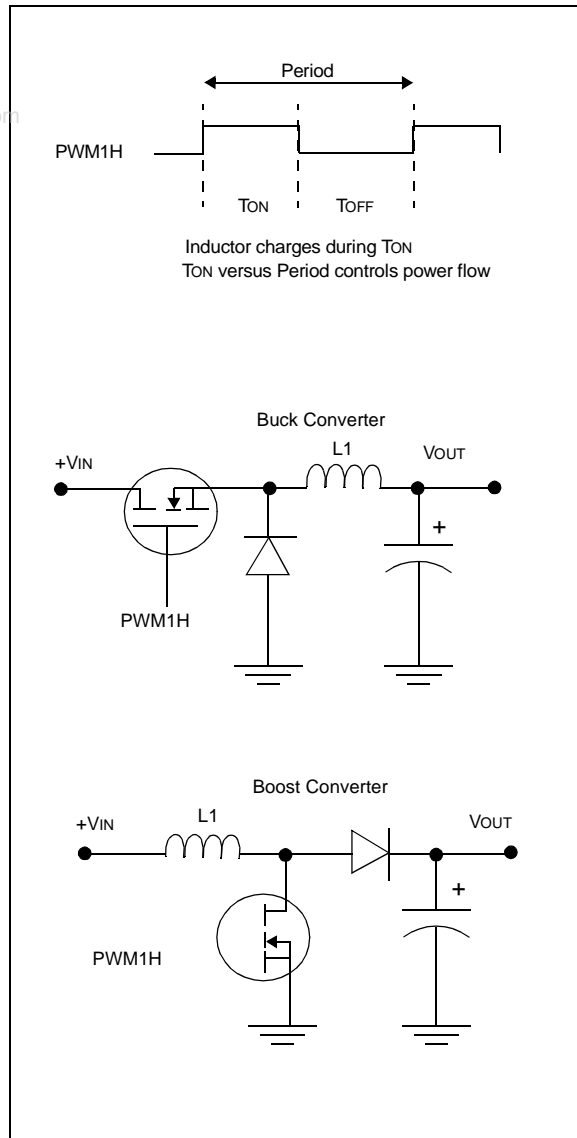 Period
om
PWM1H
TON
TOFF
Inductor charges during TON
TON versus Period controls power flow
Buck Converter
+VIN
L1
VOUT
+
PWM1H
Boost Converter
+VIN
L1
VOUT
+
PWM1H